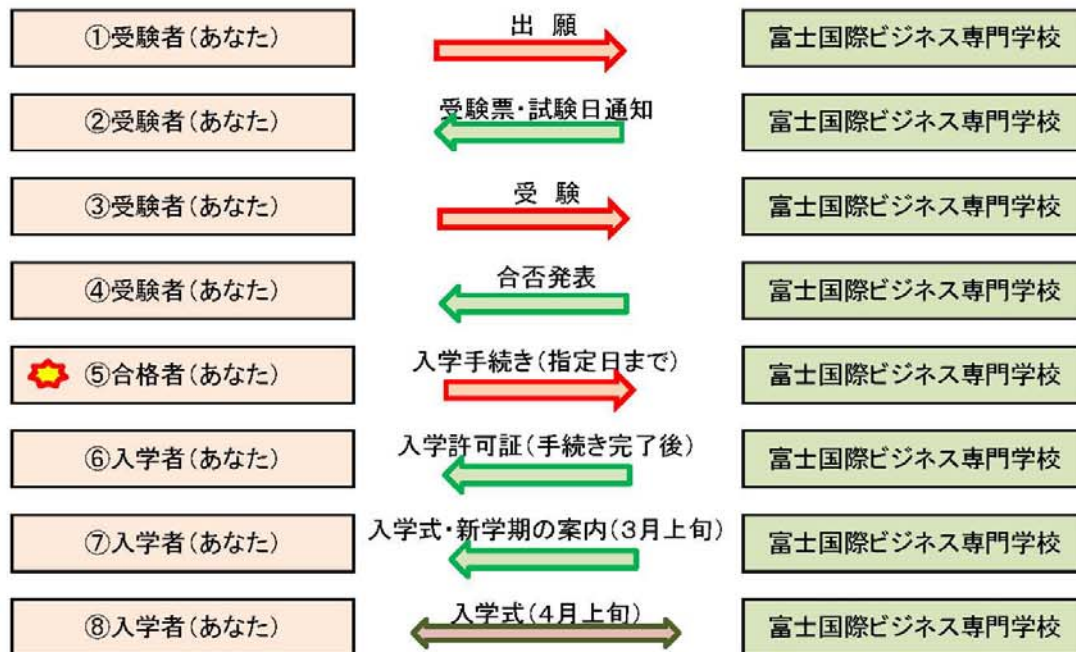 ①受験者(あなた) 出 願 富士国際ビジネス専門学校
②受験者(あなた) 受験票・試験日通知 富士国際ビジネス専門学校
③受験者(あなた) 受 験 富士国際ビジネス専門学校
④受験者(あなた) 合否発表 富士国際ビジネス専門学校
⑤合格者(あなた) 入学手続き(指定日まで) 富士国際ビジネス専門学校
⑥入学者(あなた) 入学許可証(手続き完了後) 富士国際ビジネス専門学校
⑦入学者(あなた) 入学式・新学期の案内(3月上旬) 富士国際ビジネス専門学校
⑧入学者(あなた) 入学式(4月上旬) 富士国際ビジネス専門学校